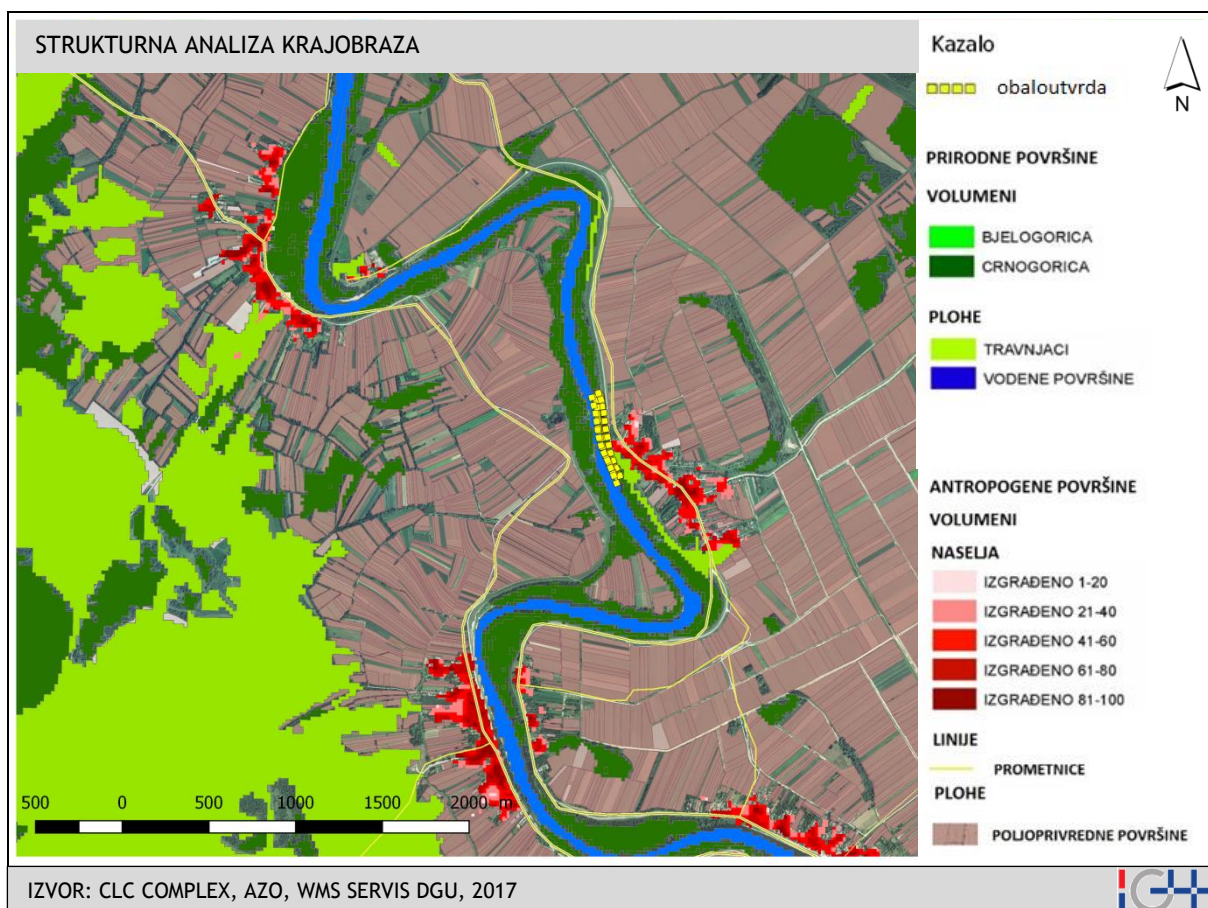 STRUKTURNA ANALIZA KRAJOBRAZA
Kazalo
obaloutvrda
N
PRIRODNE POVRŠINE
VOLUMENI
BJELOGORICA
CRNOGORICA
PLOHE
TRAVNJACI
VODENE POVRŠINE
ANTROPOGENE POVRŠINE
VOLUMENI
NASELJA
IZGRAĐENO 1-20
IZGRAĐENO 21-40
IZGRAĐENO 41-60
IZGRAĐENO 61-80
IZGRAĐENO 81-100
LINIJE
PROMETNICE
PLOHE
POLJOPRIVREDNE POVRŠINE
500 0 500 1000 1500 2000 m
IZVOR: CLC COMPLEX, AZO, WMS SERVIS DGU, 2017
IGH